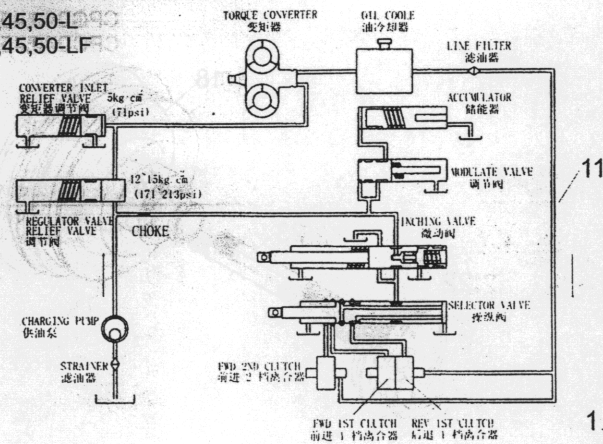 45,50-L
,45,50-LF
TORQUE CONVERTER
变矩器
OIL COOLE
油冷却器
LINE FILTER
滤油器
CONVERTER INLET
RELIEF VALVE
变矩器调节阀
5kg·cm²
(71psi)
ACCUMULATOR
储能器
MODULATE VALVE
调节阀
11
12~15kg·cm²
(171~213psi)
REGULATOR VALVE
RELIEF VALVE
调节阀
CHOKE
INCHING VALVE
微动阀
SELECTOR VALVE
操纵阀
CHARGING PUMP
供油泵
STRAINER
滤油器
FWD 2ND CLUTCH
前进 2 档离合器
FWD 1ST CLUTCH
前进 1 档离合器
REV 1ST CLUTCH
后退 1 档离合器
1.